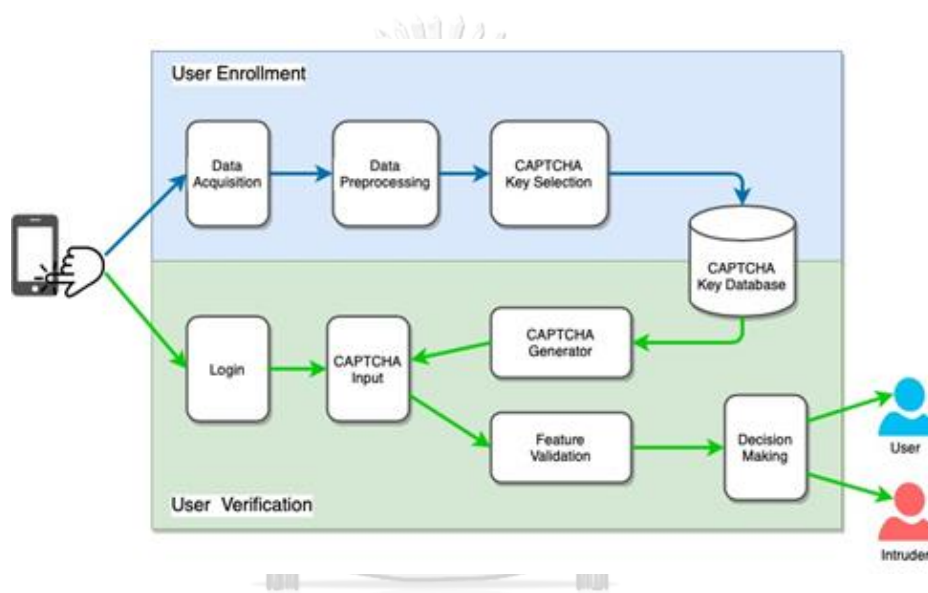 User Enrollment
Data
Acquisition
Data
Preprocessing
CAPTCHA
Key Selection
CAPTCHA
Key Database
CAPTCHA
Generator
Login
CAPTCHA
Input
Feature
Validation
Decision
Making
User
Intruder
User Verification